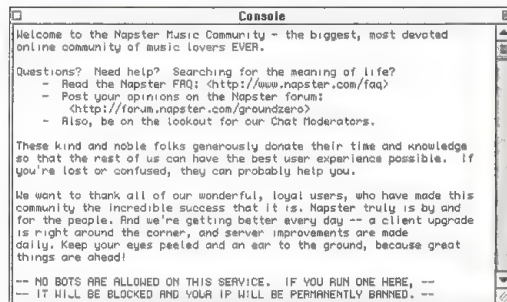 Console
Welcome to the Napster Music Community - the biggest, most devoted
online community of music lovers EVER.
Questions? Need help? Searching for the meaning of life?
- Read the Napster FAQ: <http://www.napster.com/faq>
- Post your opinions on the Napster forum:
<http://forum.napster.com/groundzero>
- Also, be on the lookout for our Chat Moderators.
These kind and noble folks generously donate their time and knowledge
so that the rest of us can have the best user experience possible. If
you're lost or confused, they can probably help you.
We want to thank all of our wonderful, loyal users, who have made this
community the incredible success that it is. Napster truly is by and
for the people. And we're getting better every day -- a client upgrade
is right around the corner, and server improvements are made
daily. Keep your eyes peeled and an ear to the ground, because great
things are ahead!
-- NO BOTS ARE ALLOWED ON THIS SERVICE. IF YOU RUN ONE HERE, --
-- IT WILL BE BLOCKED AND YOUR IP WILL BE PERMANENTLY BANNED. --